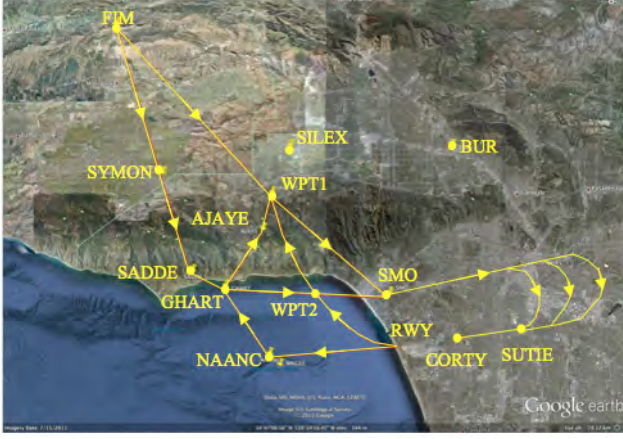 FIM
SILEX
BUR
SYMON
WPT1
AJAYE
SADDE
SMO
GHART
WPT2
RWY
NAANC
CORTY
SUTIE
Google earth